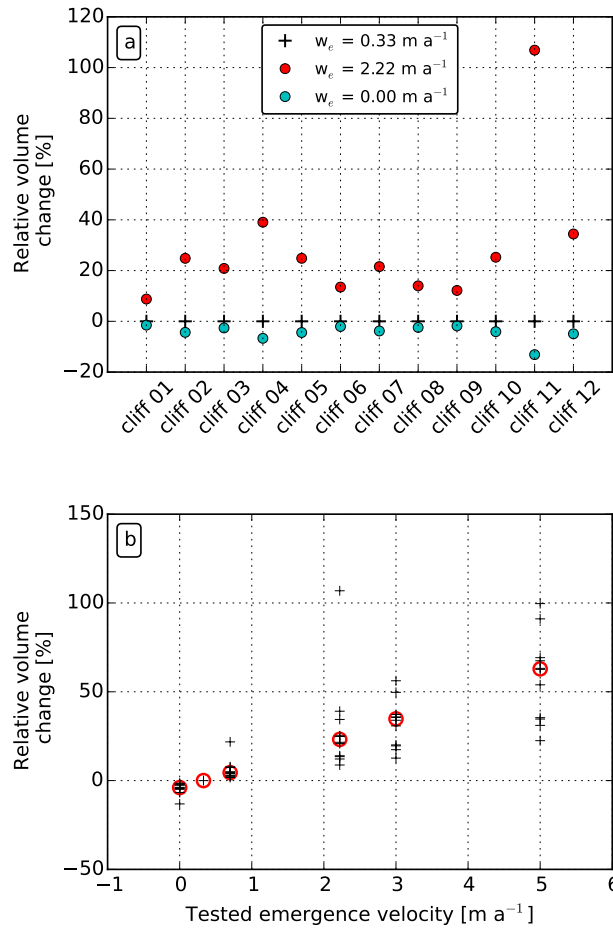 a
w_e = 0.33 m a⁻¹
w_e = 2.22 m a⁻¹
w_e = 0.00 m a⁻¹
Relative volume
change [%]
120
100
80
60
40
20
0
−20
cliff 01 cliff 02 cliff 03 cliff 04 cliff 05 cliff 06 cliff 07 cliff 08 cliff 09 cliff 10 cliff 11 cliff 12
b
Relative volume
change [%]
150
100
50
0
−50
−1 0 1 2 3 4 5 6
Tested emergence velocity [m a⁻¹]